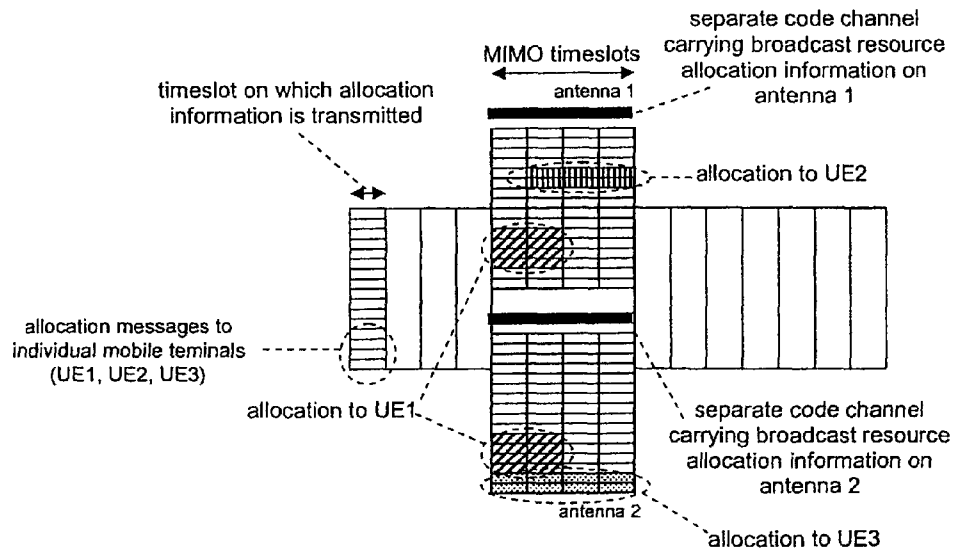 separate code channel
carrying broadcast resource
allocation information on
antenna 1
MIMO timeslots
antenna 1
timeslot on which allocation
information is transmitted
allocation to UE2
allocation messages to
individual mobile teminals
(UE1, UE2, UE3)
allocation to UE1
separate code channel
carrying broadcast resource
allocation information on
antenna 2
antenna 2
allocation to UE3